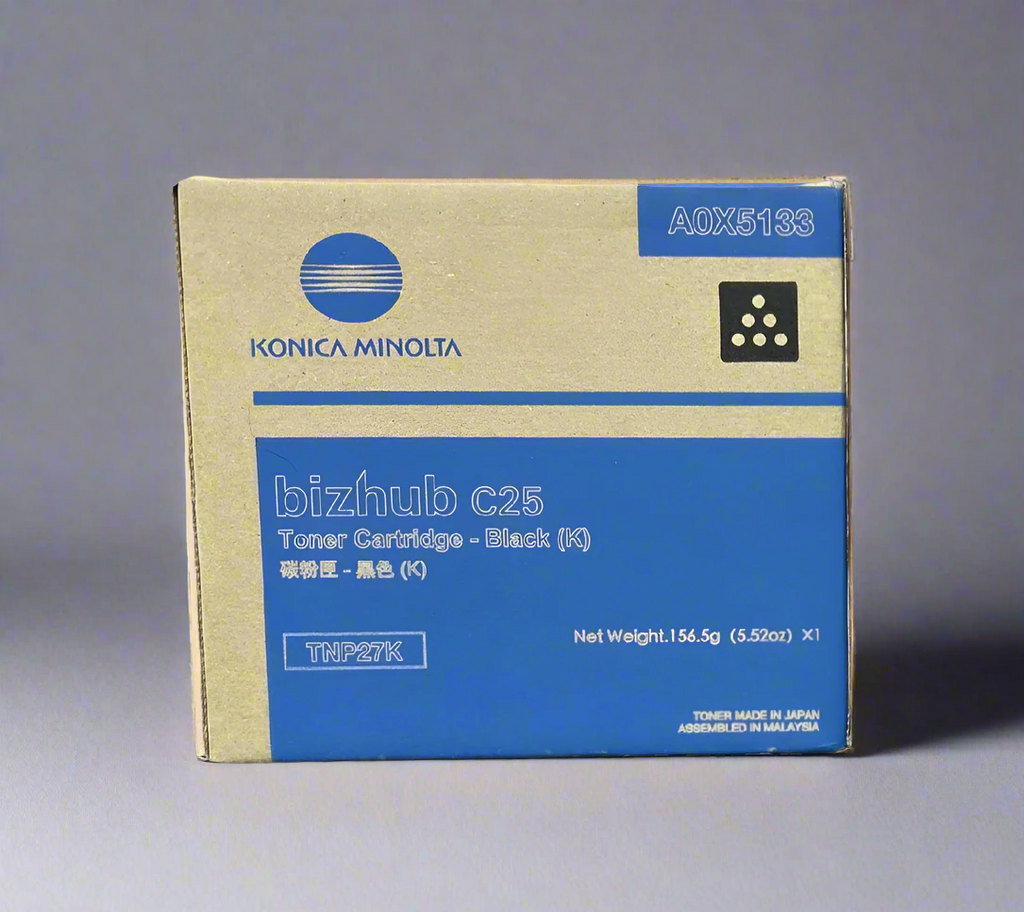 A0X5133
KONICA MINOLTA
bizhub C25
Toner Cartridge - Black (K)
碳粉匣 - 黑色 (K)
TNP27K
Net Weight.156.5g (5.52oz) X1
TONER MADE IN JAPAN
ASSEMBLED IN MALAYSIA